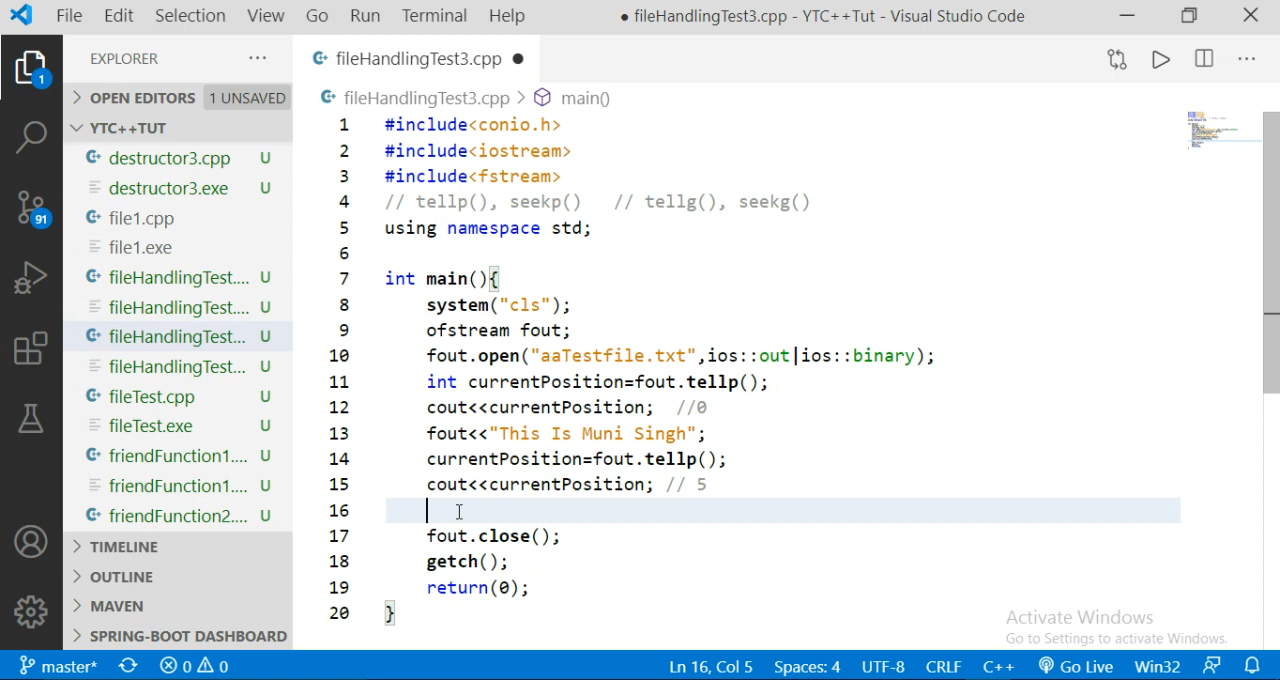 File Edit Selection View Go Run Terminal Help ● fileHandlingTest3.cpp - YTC++Tut - Visual Studio Code
EXPLORER ···
fileHandlingTest3.cpp ●
OPEN EDITORS 1 UNSAVED
fileHandlingTest3.cpp > main()
YTC++TUT
destructor3.cpp U
destructor3.exe U
file1.cpp
file1.exe
fileHandlingTest.... U
fileHandlingTest.... U
fileHandlingTest... U
fileHandlingTest... U
fileTest.cpp U
fileTest.exe U
friendFunction1.... U
friendFunction1.... U
friendFunction2.... U
TIMELINE
OUTLINE
MAVEN
SPRING-BOOT DASHBOARD
1
91
1 #include<conio.h>
2 #include<iostream>
3 #include<fstream>
4 // tellp(), seekp() // tellg(), seekg()
5 using namespace std;
6
7 int main(){
8 system("cls");
9 ofstream fout;
10 fout.open("aaTestfile.txt",ios::out|ios::binary);
11 int currentPosition=fout.tellp();
12 cout<<currentPosition; //0
13 fout<<"This Is Muni Singh";
14 currentPosition=fout.tellp();
15 cout<<currentPosition; // 5
16
17 fout.close();
18 getch();
19 return(0);
20 }
Activate Windows
Go to Settings to activate Windows.
master* 0 0 Ln 16, Col 5 Spaces: 4 UTF-8 CRLF C++ Go Live Win32